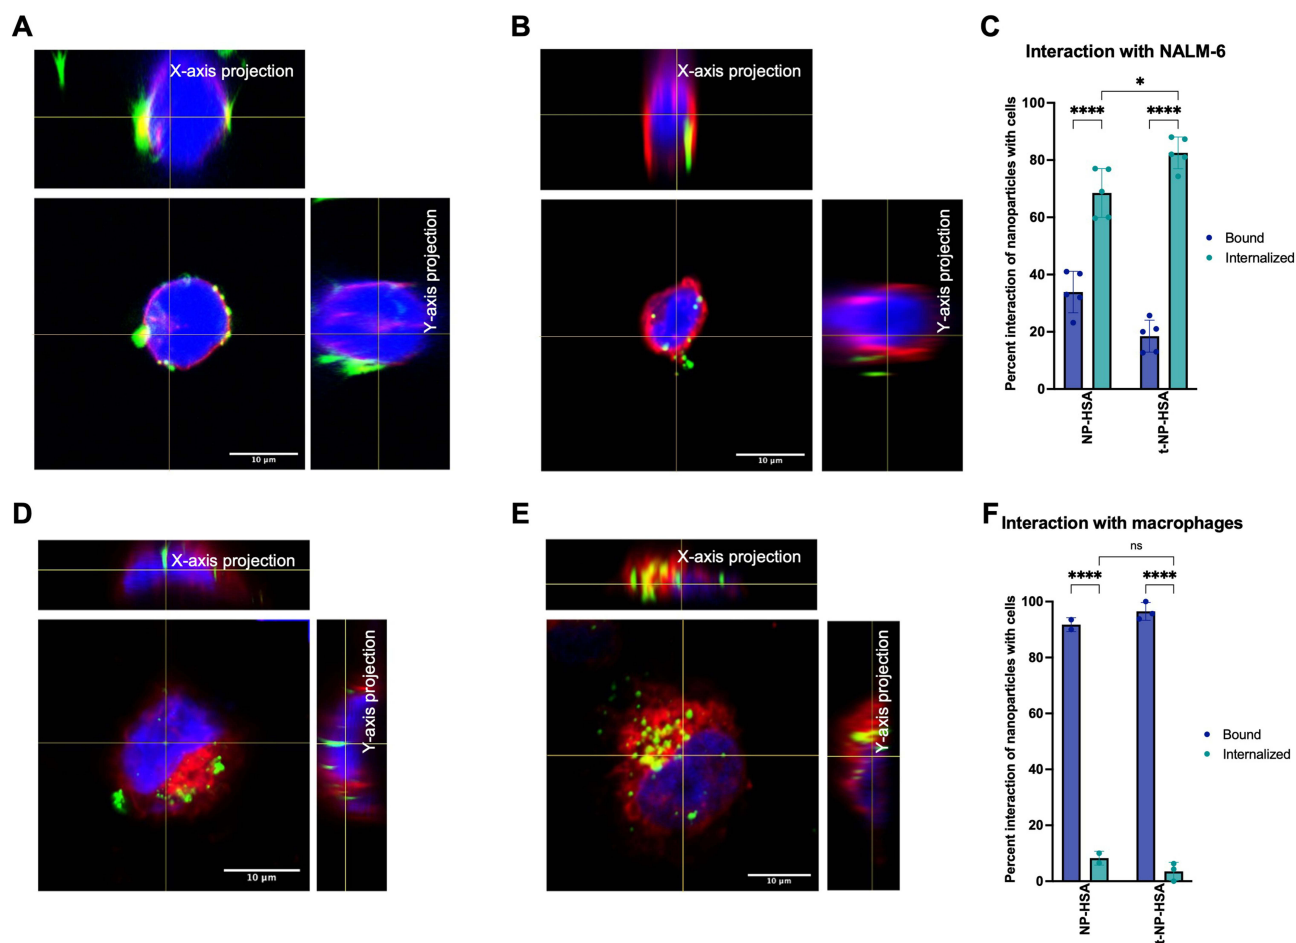 A
X-axis projection
Y-axis projection
10 µm
B
X-axis projection
Y-axis projection
10 µm
C
Interaction with NALM-6
Percent interaction of nanoparticles with cells
100
80
60
40
20
0
****
****
*
NP-HSA
t-NP-HSA
Bound
Internalized
D
X-axis projection
Y-axis projection
10 µm
E
X-axis projection
Y-axis projection
10 µm
F
Interaction with macrophages
Percent interaction of nanoparticles with cells
100
80
60
40
20
0
****
****
ns
NP-HSA
t-NP-HSA
Bound
Internalized